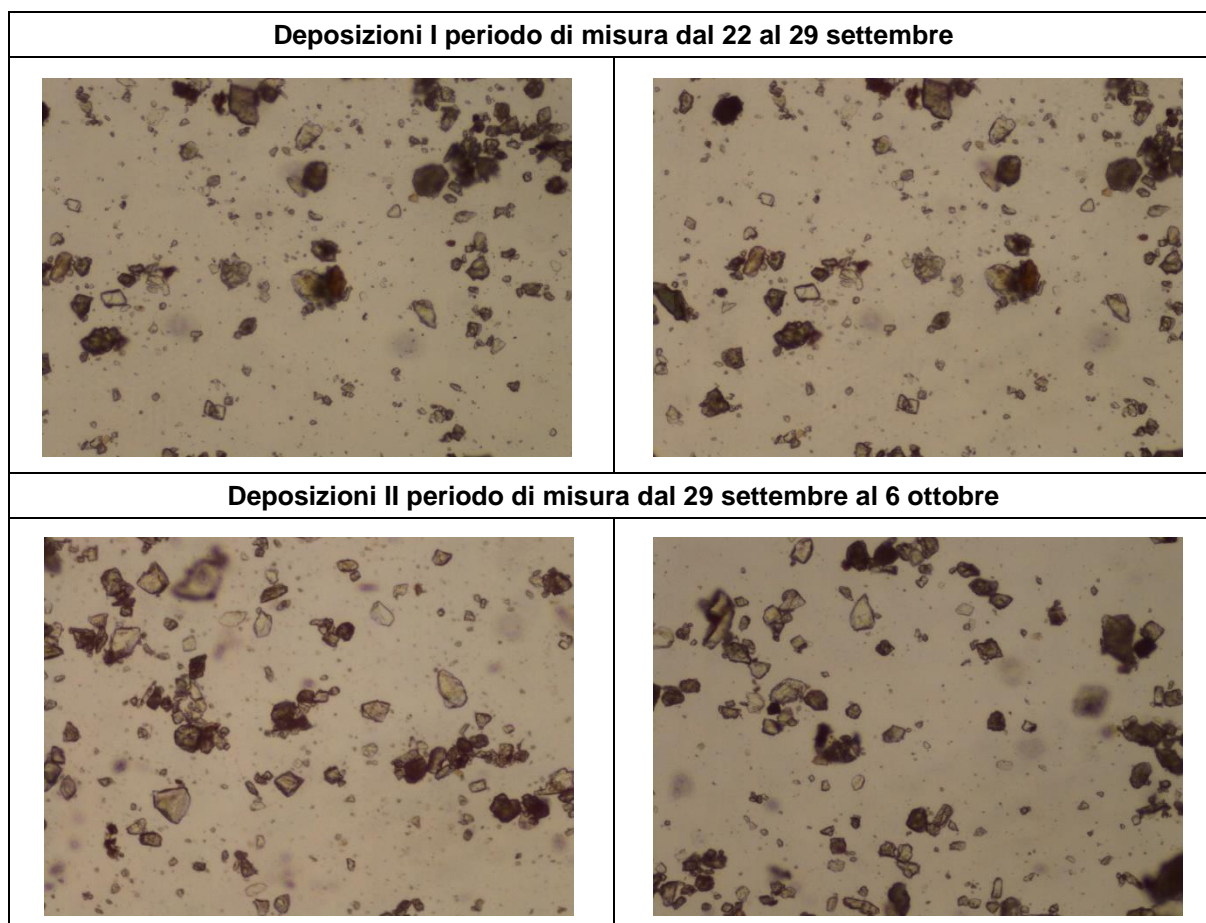 Deposizioni I periodo di misura dal 22 al 29 settembre
Deposizioni II periodo di misura dal 29 settembre al 6 ottobre